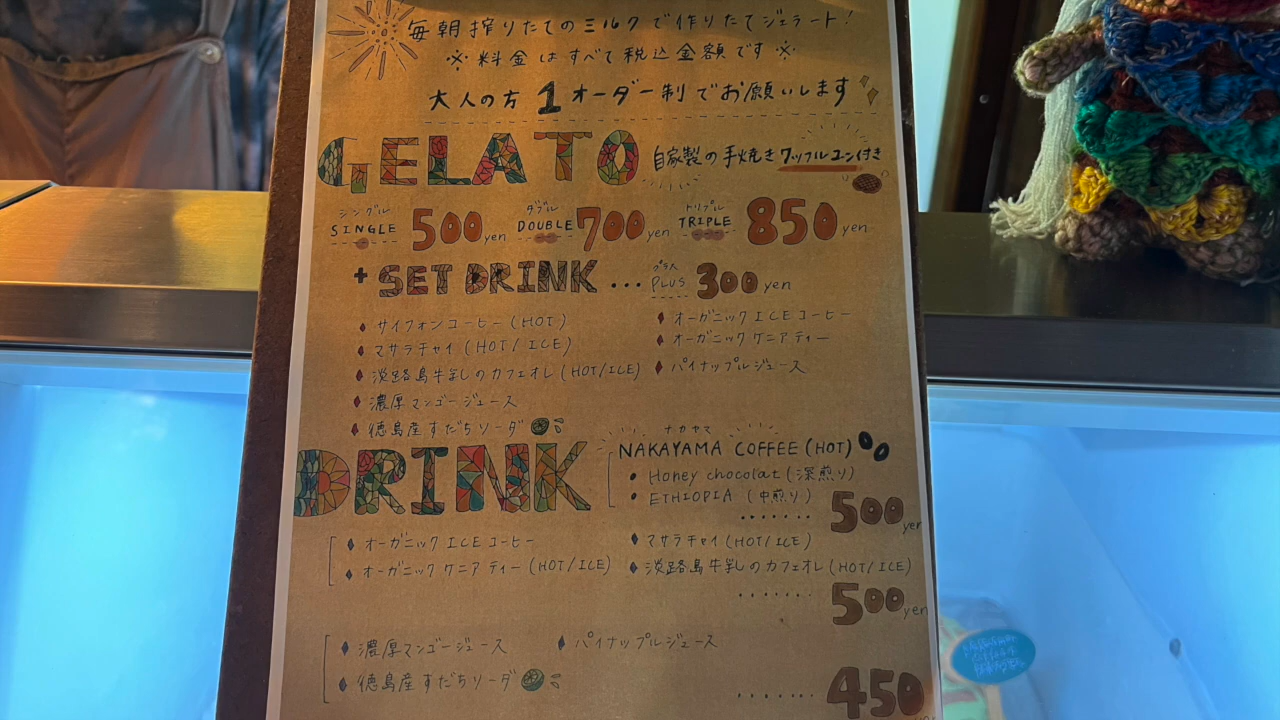 毎朝搾りたてのミルクで作りたてジェラート!
※料金はすべて税込金額です※
大人の方1オーダー制でお願いします
GELATO 自家製の手焼きワッフルコーン付き
シングル SINGLE 500yen ダブル DOUBLE 700yen トリプル TRIPLE 850yen
+ SET DRINK ... プラス PLUS 300yen
サイフォンコーヒー(HOT) オーガニック ICE コーヒー
マサラチャイ(HOT/ICE) オーガニック ケニアティー
淡路島牛乳のカフェオレ(HOT/ICE) パイナップルジュース
濃厚マンゴージュース
徳島産すだちソーダ
DRINK
ナカヤマ
NAKAYAMA COFFEE(HOT)
・Honey chocolat(深煎り)
・ETHIOPIA (中煎り)
........ 500yen
オーガニック ICE コーヒー マサラチャイ(HOT/ICE)
オーガニック ケニア ティー(HOT/ICE) 淡路島牛乳のカフェオレ(HOT/ICE)
........ 500yen
濃厚マンゴージュース パイナップルジュース
徳島産すだちソーダ
........ 450